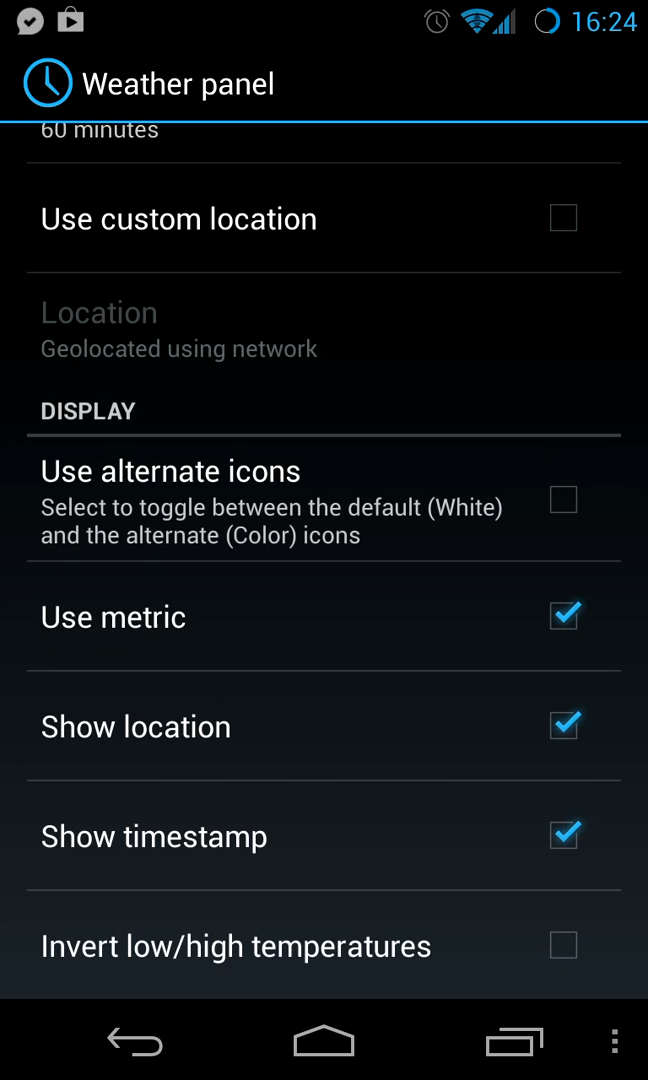 16:24
Weather panel
60 minutes
Use custom location
Location
Geolocated using network
DISPLAY
Use alternate icons
Select to toggle between the default (White)
and the alternate (Color) icons
Use metric
Show location
Show timestamp
Invert low/high temperatures